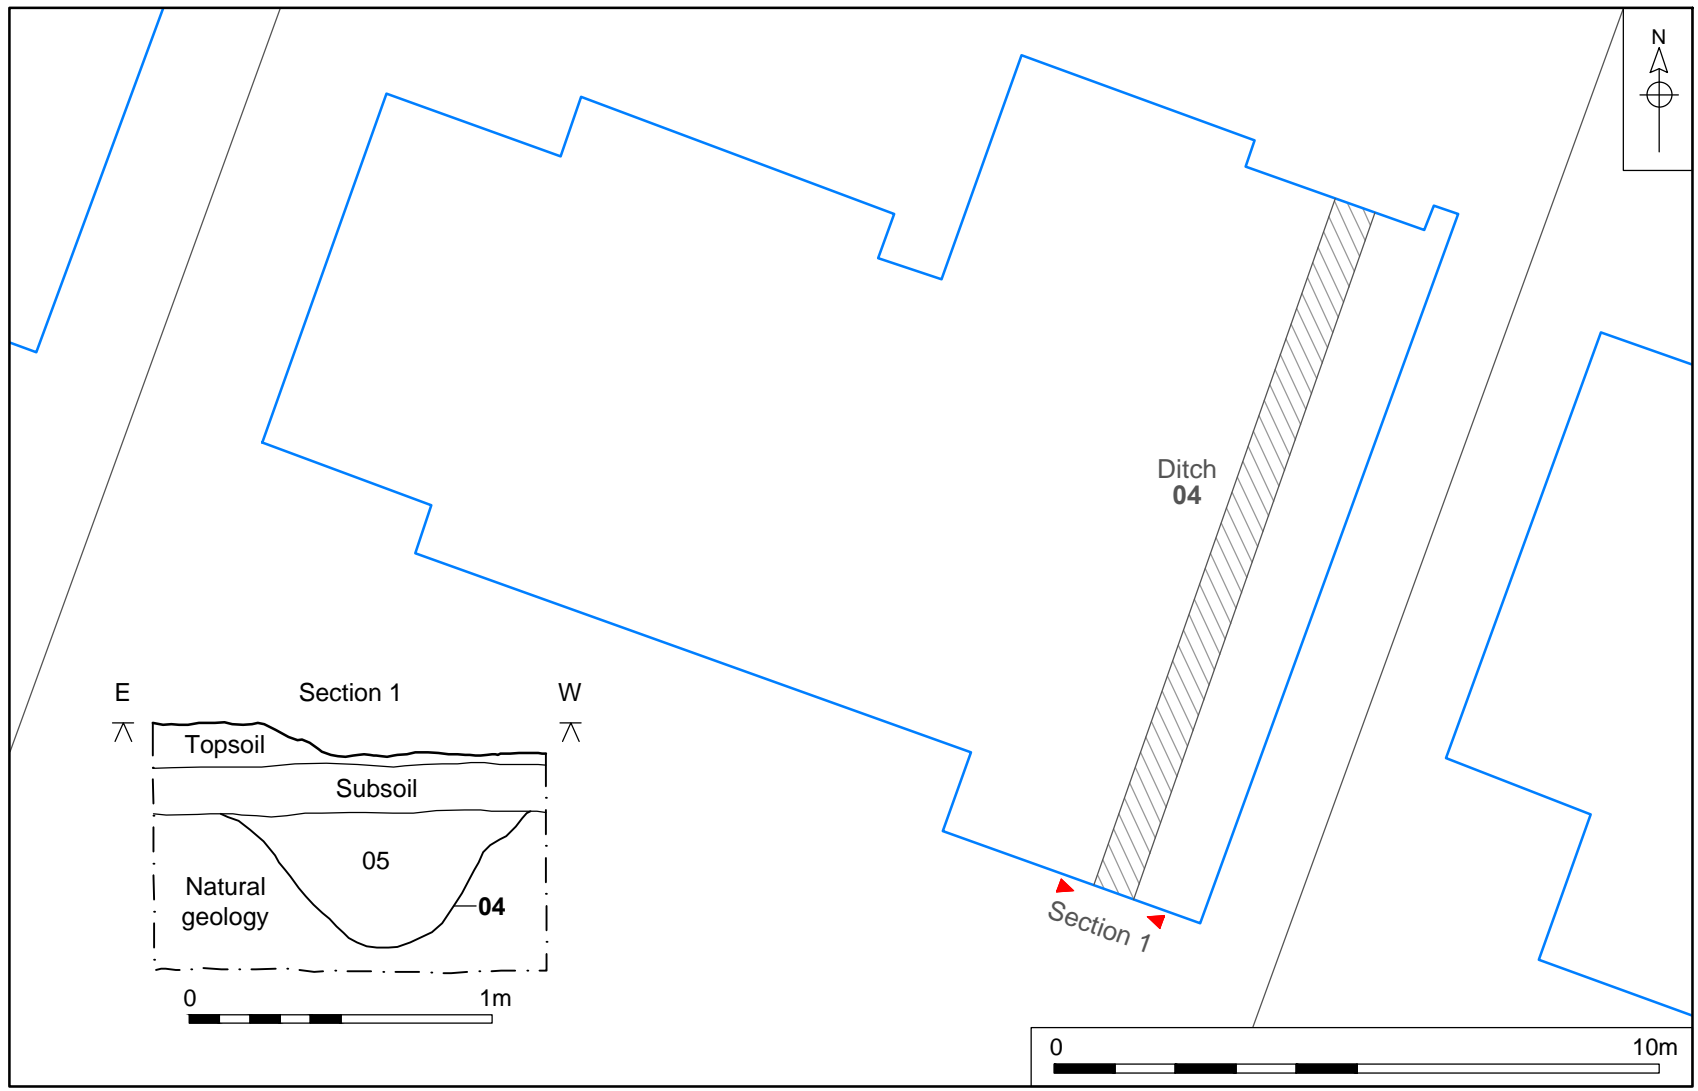 N
Ditch
04
E
Section 1
W
Topsoil
Subsoil
05
Natural
geology
04
0
1m
Section 1
0
10m